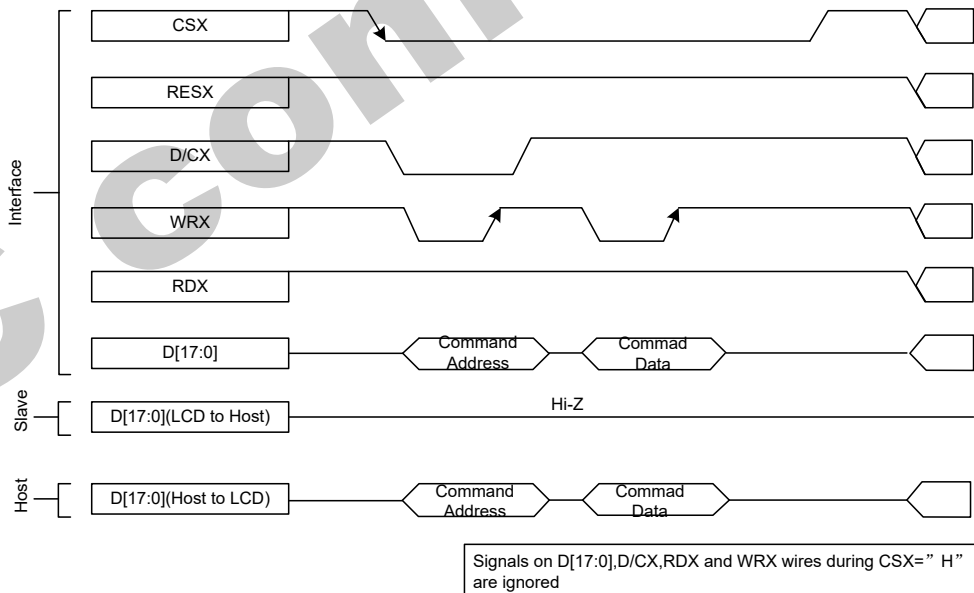 Interface
CSX
RESX
D/CX
WRX
RDX
D[17:0]
Command
Address
Commad
Data
Slave
D[17:0](LCD to Host)
Hi-Z
Host
D[17:0](Host to LCD)
Command
Address
Commad
Data
Signals on D[17:0],D/CX,RDX and WRX wires during CSX=” H”
are ignored